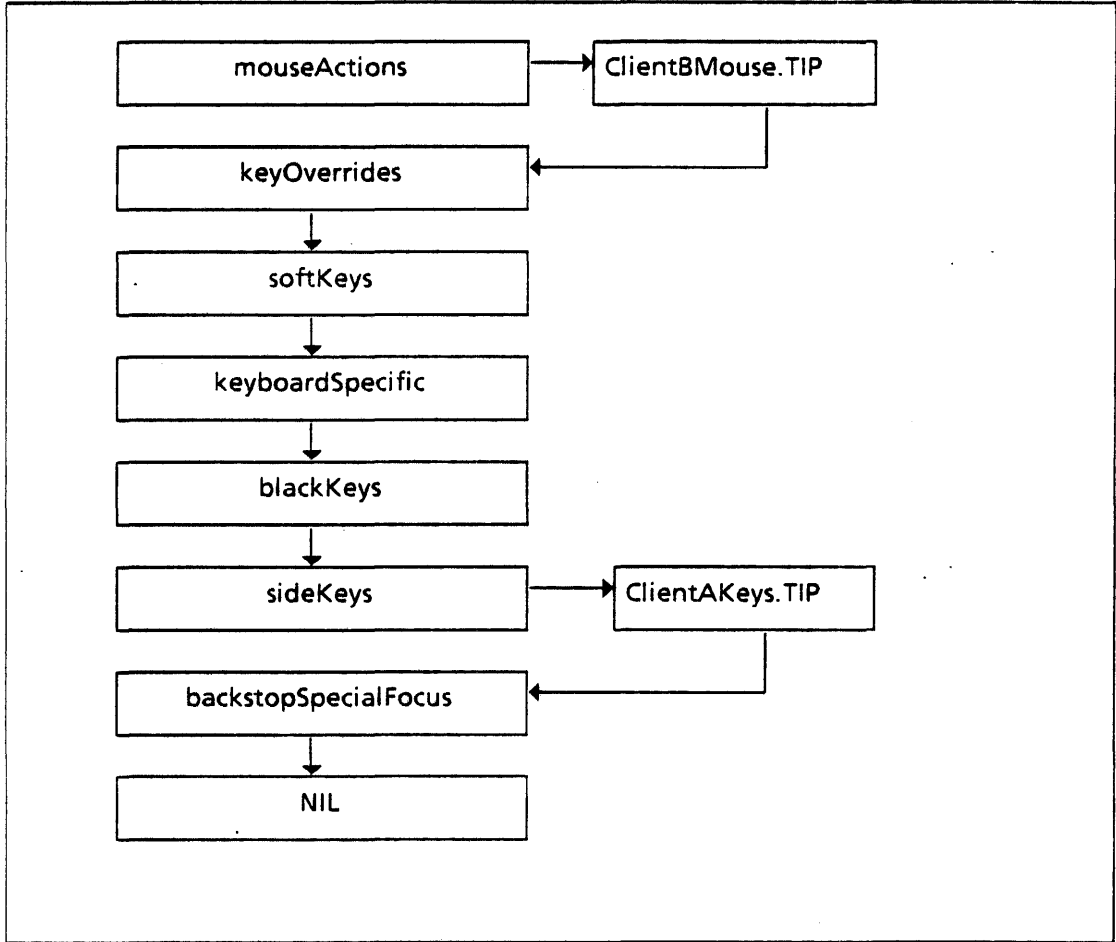 mouseActions
ClientBMouse.TIP
keyOverrides
softKeys
keyboardSpecific
blackKeys
sideKeys
ClientAKeys.TIP
backstopSpecialFocus
NIL